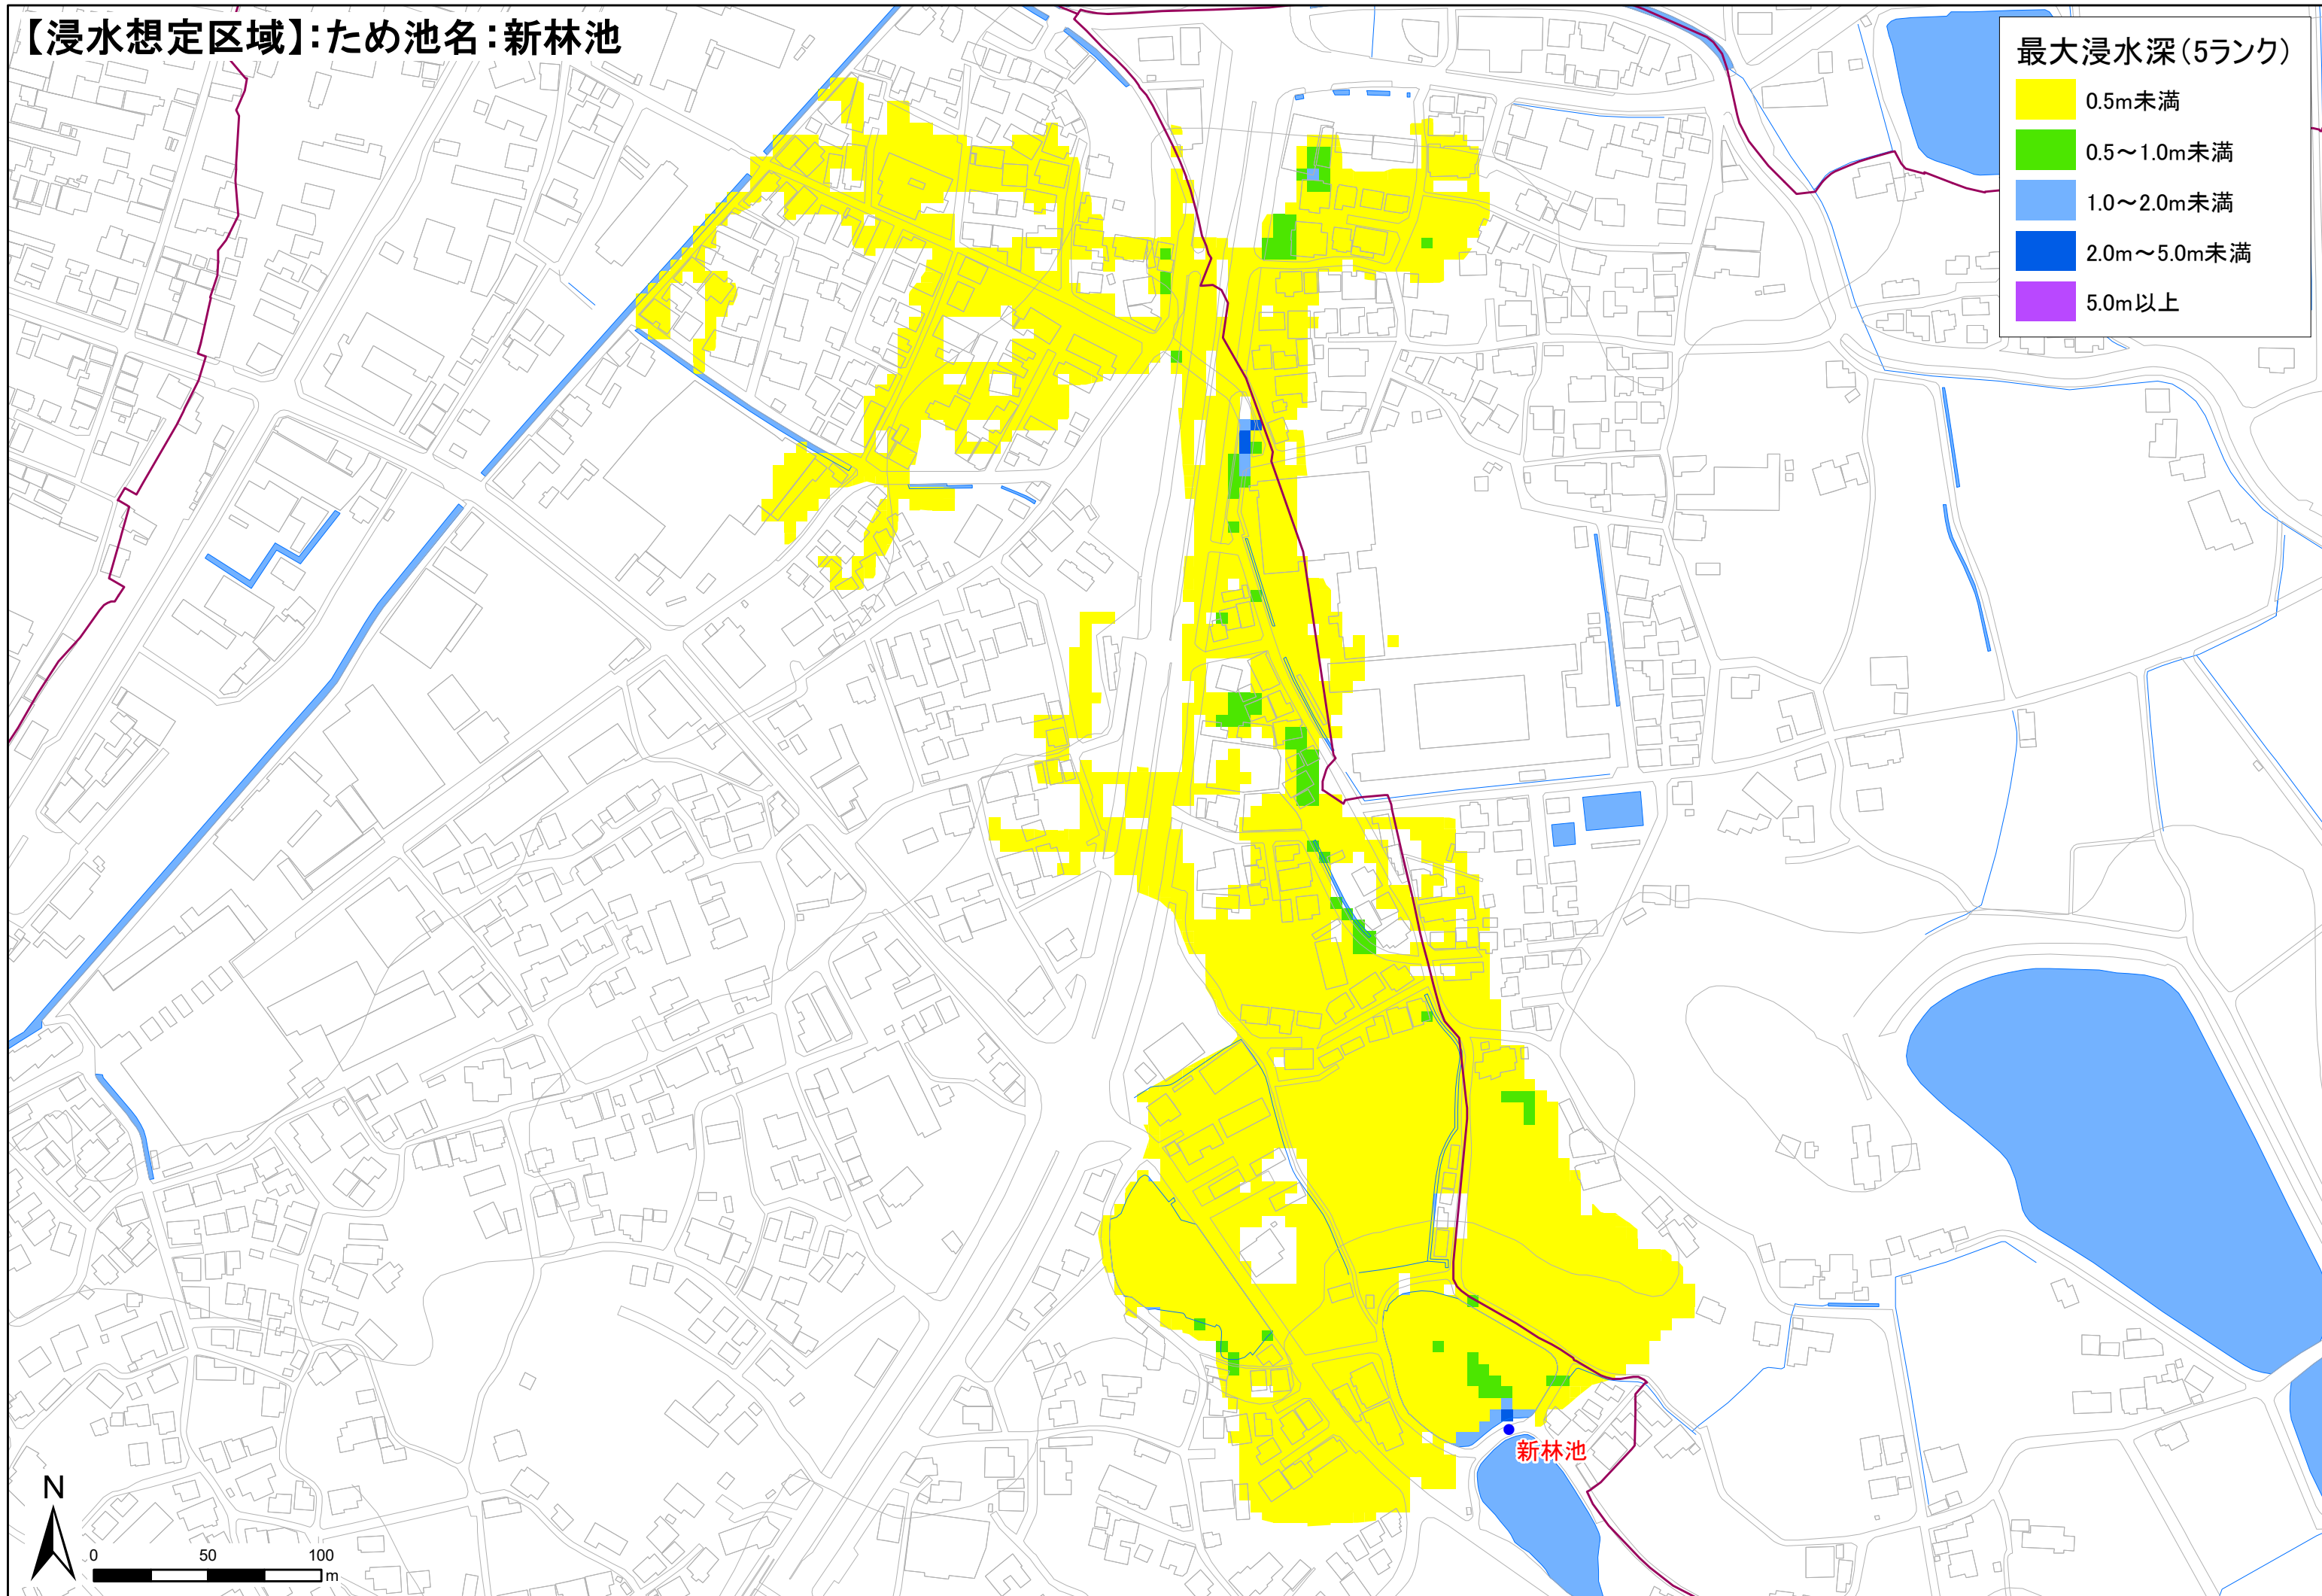 【浸水想定区域】：ため池名：新林池
最大浸水深（5ランク）
0.5m未満
0.5～1.0m未満
1.0～2.0m未満
2.0m～5.0m未満
5.0m以上
新林池
N
0 50 100
m